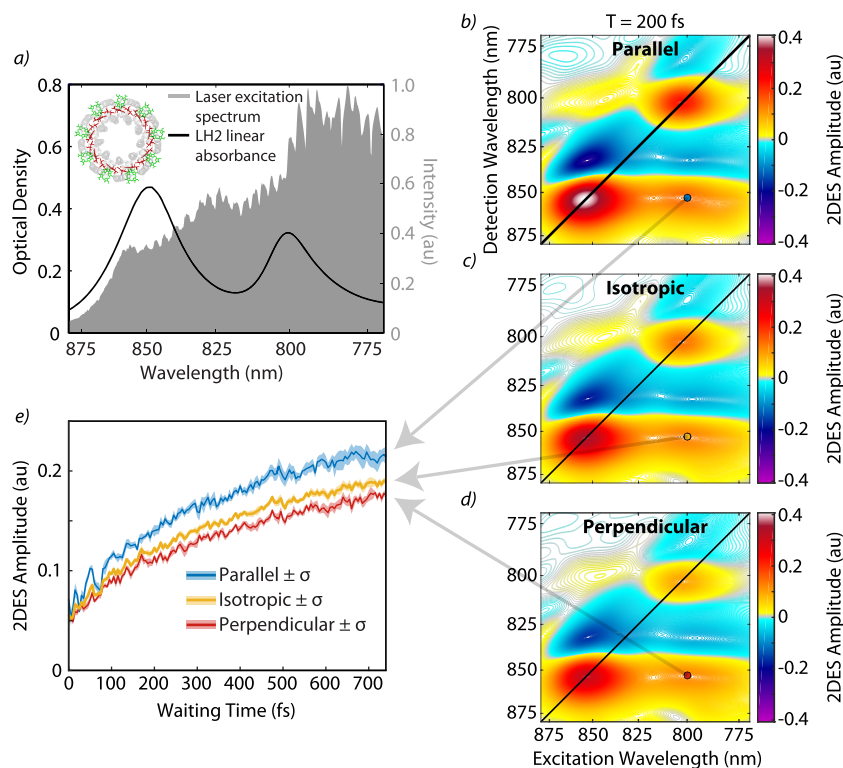 a)
0.8
0.6
0.4
0.2
0
Optical Density
Laser excitation
spectrum
LH2 linear
absorbance
1.0
0.8
0.6
0.4
0.2
0
Intensity (au)
875
850
825
800
775
Wavelength (nm)
b)
T = 200 fs
Parallel
775
800
825
850
875
Detection Wavelength (nm)
0.4
0.2
0
-0.2
-0.4
2DES Amplitude (au)
c)
Isotropic
775
800
825
850
875
0.4
0.2
0
-0.2
-0.4
2DES Amplitude (au)
d)
Perpendicular
775
800
825
850
875
875
850
825
800
775
Excitation Wavelength (nm)
0.4
0.2
0
-0.2
-0.4
2DES Amplitude (au)
e)
0.2
0.1
0
2DES Amplitude (au)
Parallel ± σ
Isotropic ± σ
Perpendicular ± σ
0
100
200
300
400
500
600
700
Waiting Time (fs)